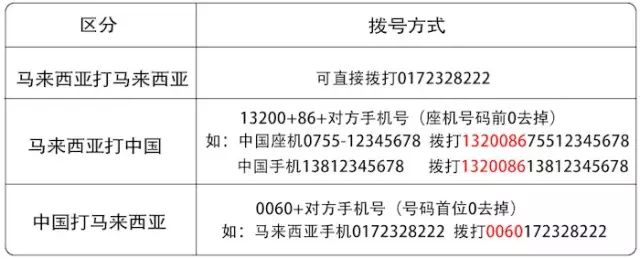 区分
拨号方式
马来西亚打马来西亚
可直接拨打0172328222
马来西亚打中国
13200+86+对方手机号（座机号码前0去掉）
如：中国座机0755-12345678 拨打132008675512345678
中国手机13812345678 拨打132008613812345678
中国打马来西亚
0060+对方手机号（号码首位0去掉）
如：马来西亚手机0172328222 拨打0060172328222